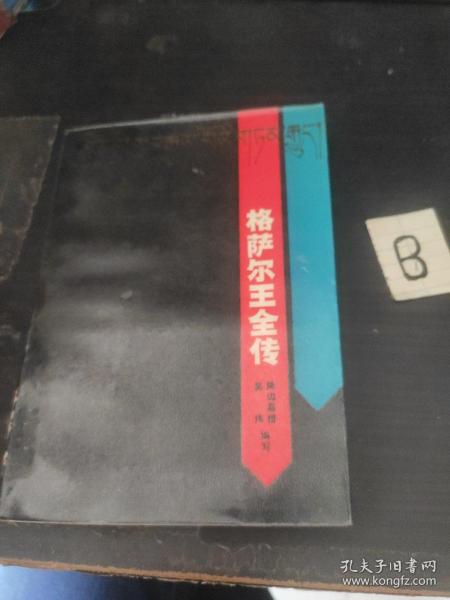 格萨尔王全传
降边嘉措
吴 伟 编写
B
孔夫子旧书网
www.kongfz.com